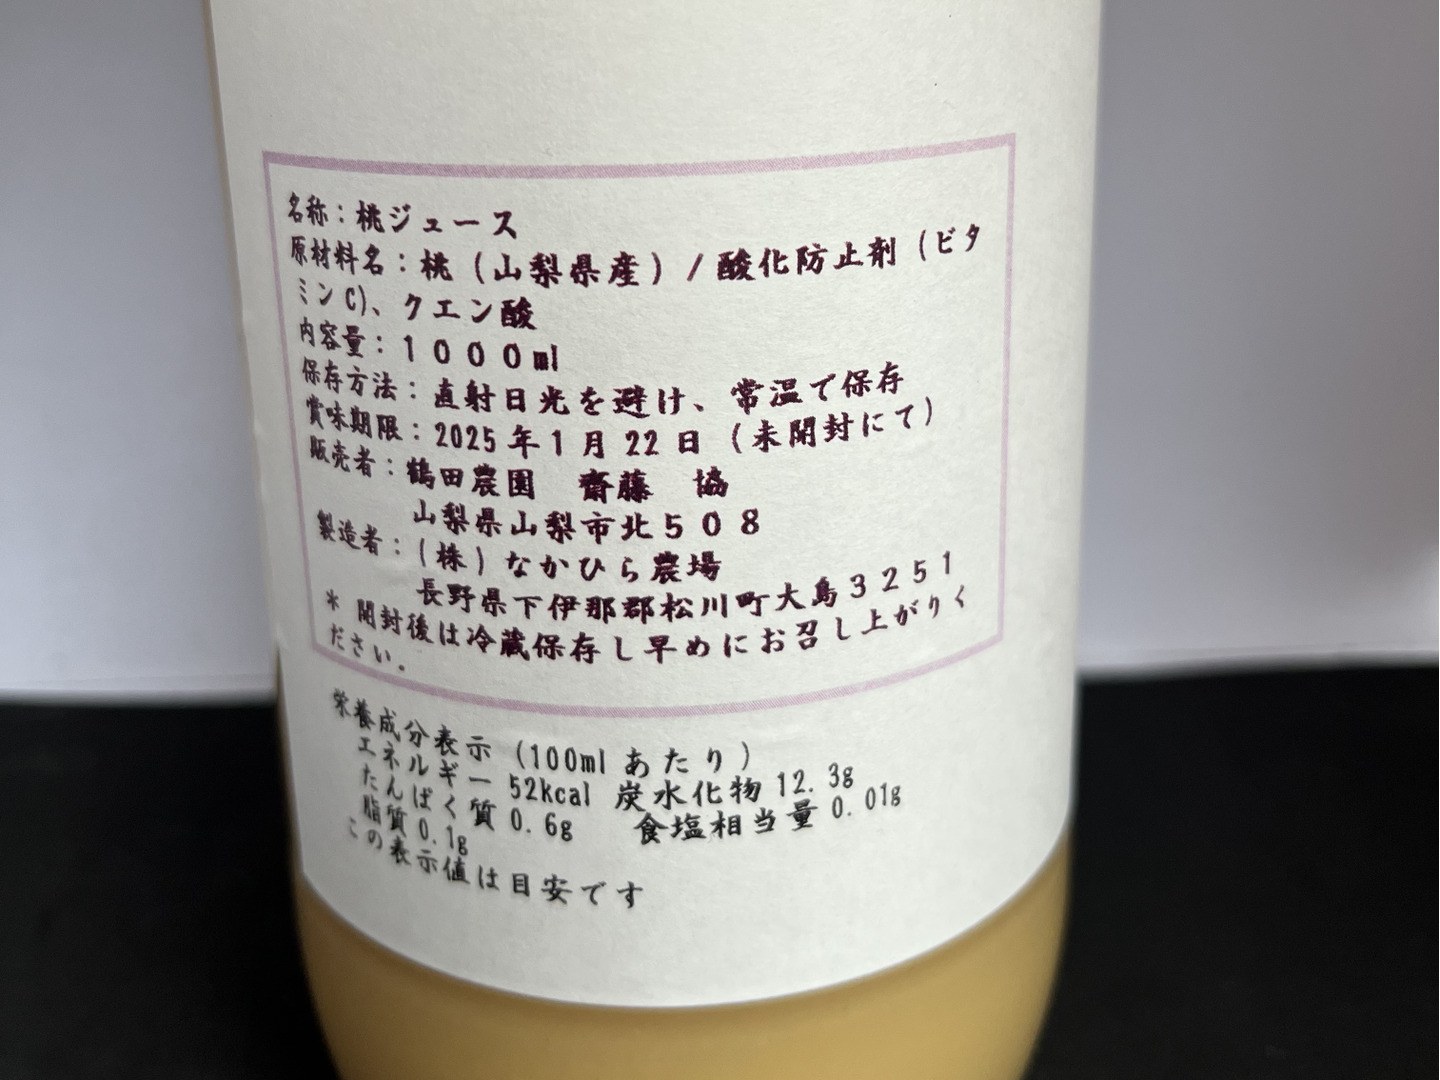 名称：桃ジュース
原材料名：桃（山梨県産）/酸化防止剤（ビタ
ミンC)、クエン酸
内容量：１０００ml
保存方法：直射日光を避け、常温で保存
賞味期限：2025年1月22日（未開封にて）
販売者：鶴田農園　齋藤　協
山梨県山梨市北５０８
製造者：（株）なかひら農場
長野県下伊那郡松川町大島３２５１
＊ 開封後は冷蔵保存し早めにお召し上がりく
ださい。
栄養成分表示（100mlあたり）
エネルギー 52kcal 炭水化物 12.3g
たんぱく質 0.6g　食塩相当量 0.01g
脂質 0.1g
この表示値は目安です